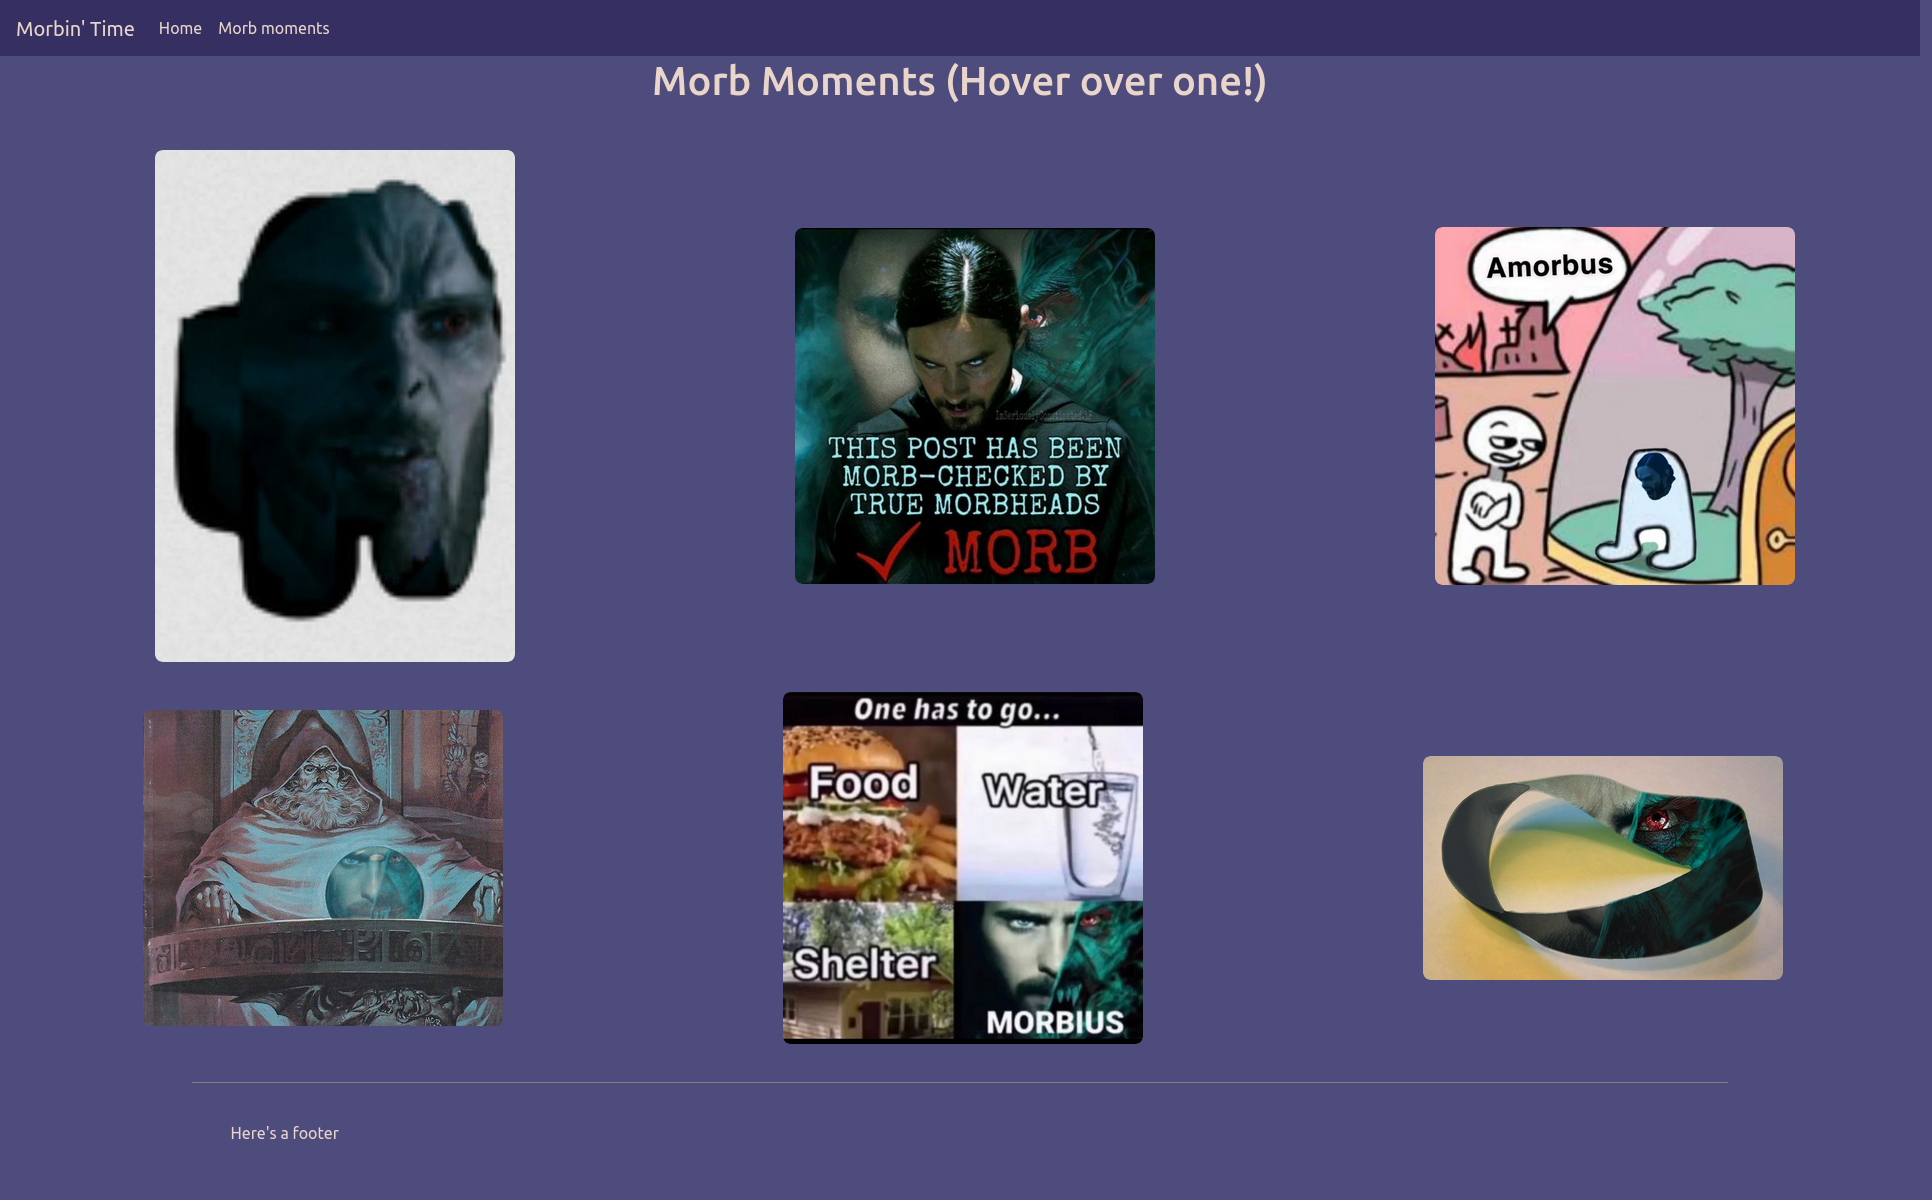 Morbin' Time
Home
Morb moments
Morb Moments (Hover over one!)
THIS POST HAS BEEN
MORB-CHECKED BY
TRUE MORBHEADS
MORB
Amorbus
One has to go...
Food
Water
Shelter
MORBIUS
Here's a footer